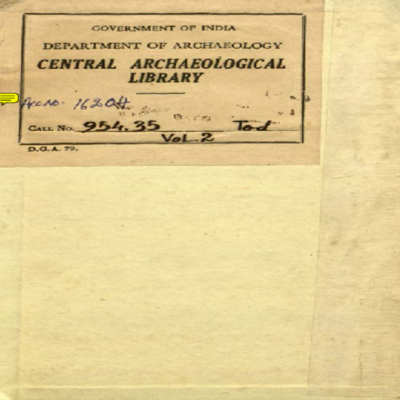 GOVERNMENT OF INDIA
DEPARTMENT OF ARCHAEOLOGY
CENTRAL ARCHAEOLOGICAL
LIBRARY
Acc. No. 16204
CALL No. 954.35 Tod
Vol. 2
D.G.A. 79.